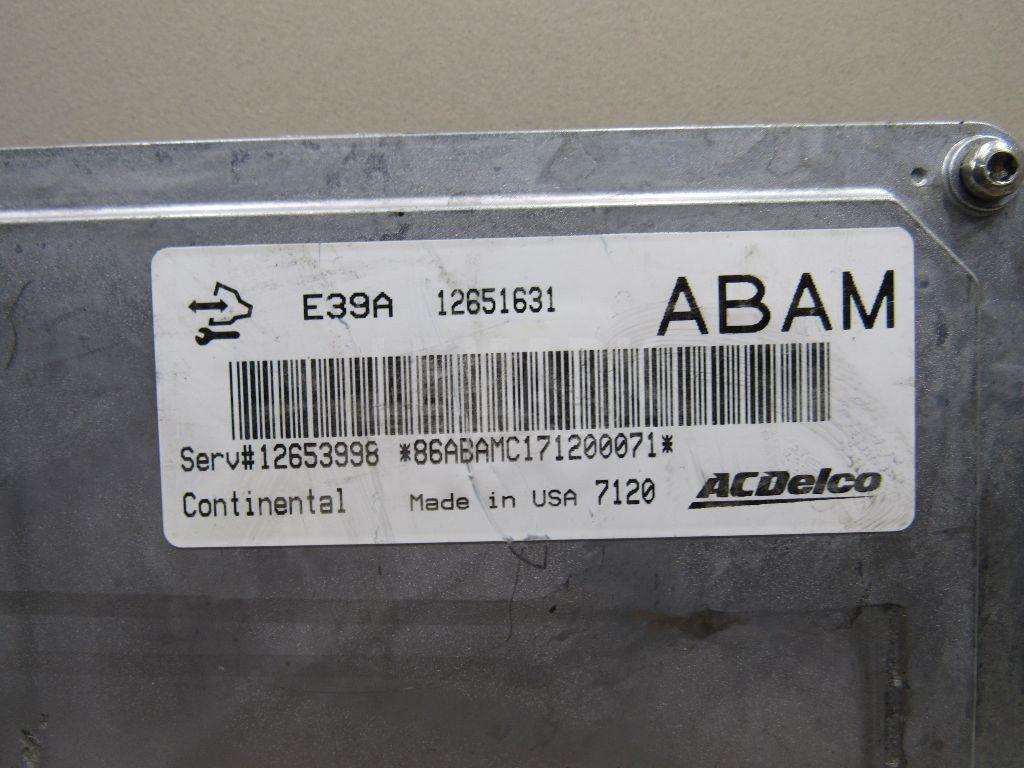 E39A 12651631 ABAM
Serv#12653998 *86ABAMC171200071*
Continental Made in USA 7120 ACDelco